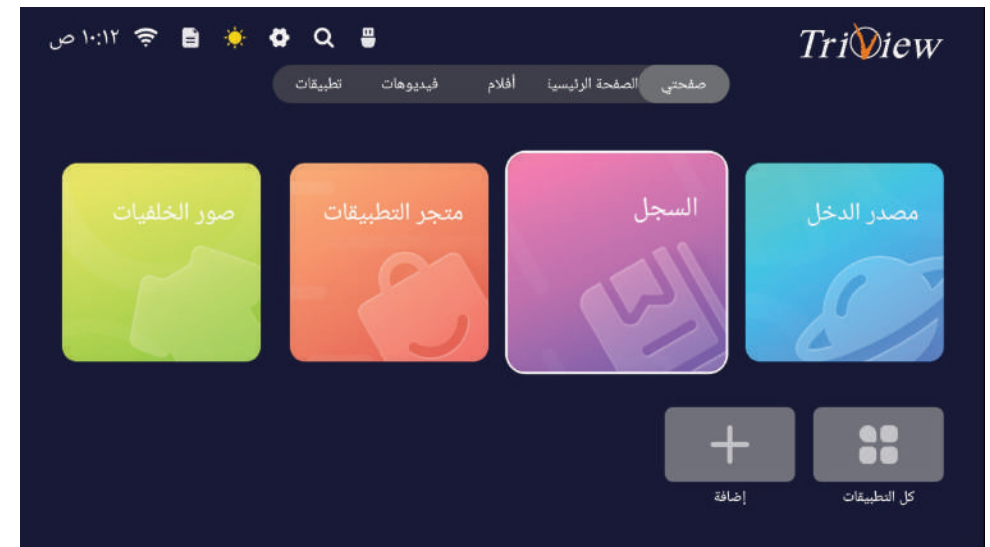 TriView
١٠:١٢ ص
صفحتي
الصفحة الرئيسية
أفلام
فيديوهات
تطبيقات
مصدر الدخل
السجل
متجر التطبيقات
صور الخلفيات
كل التطبيقات
إضافة